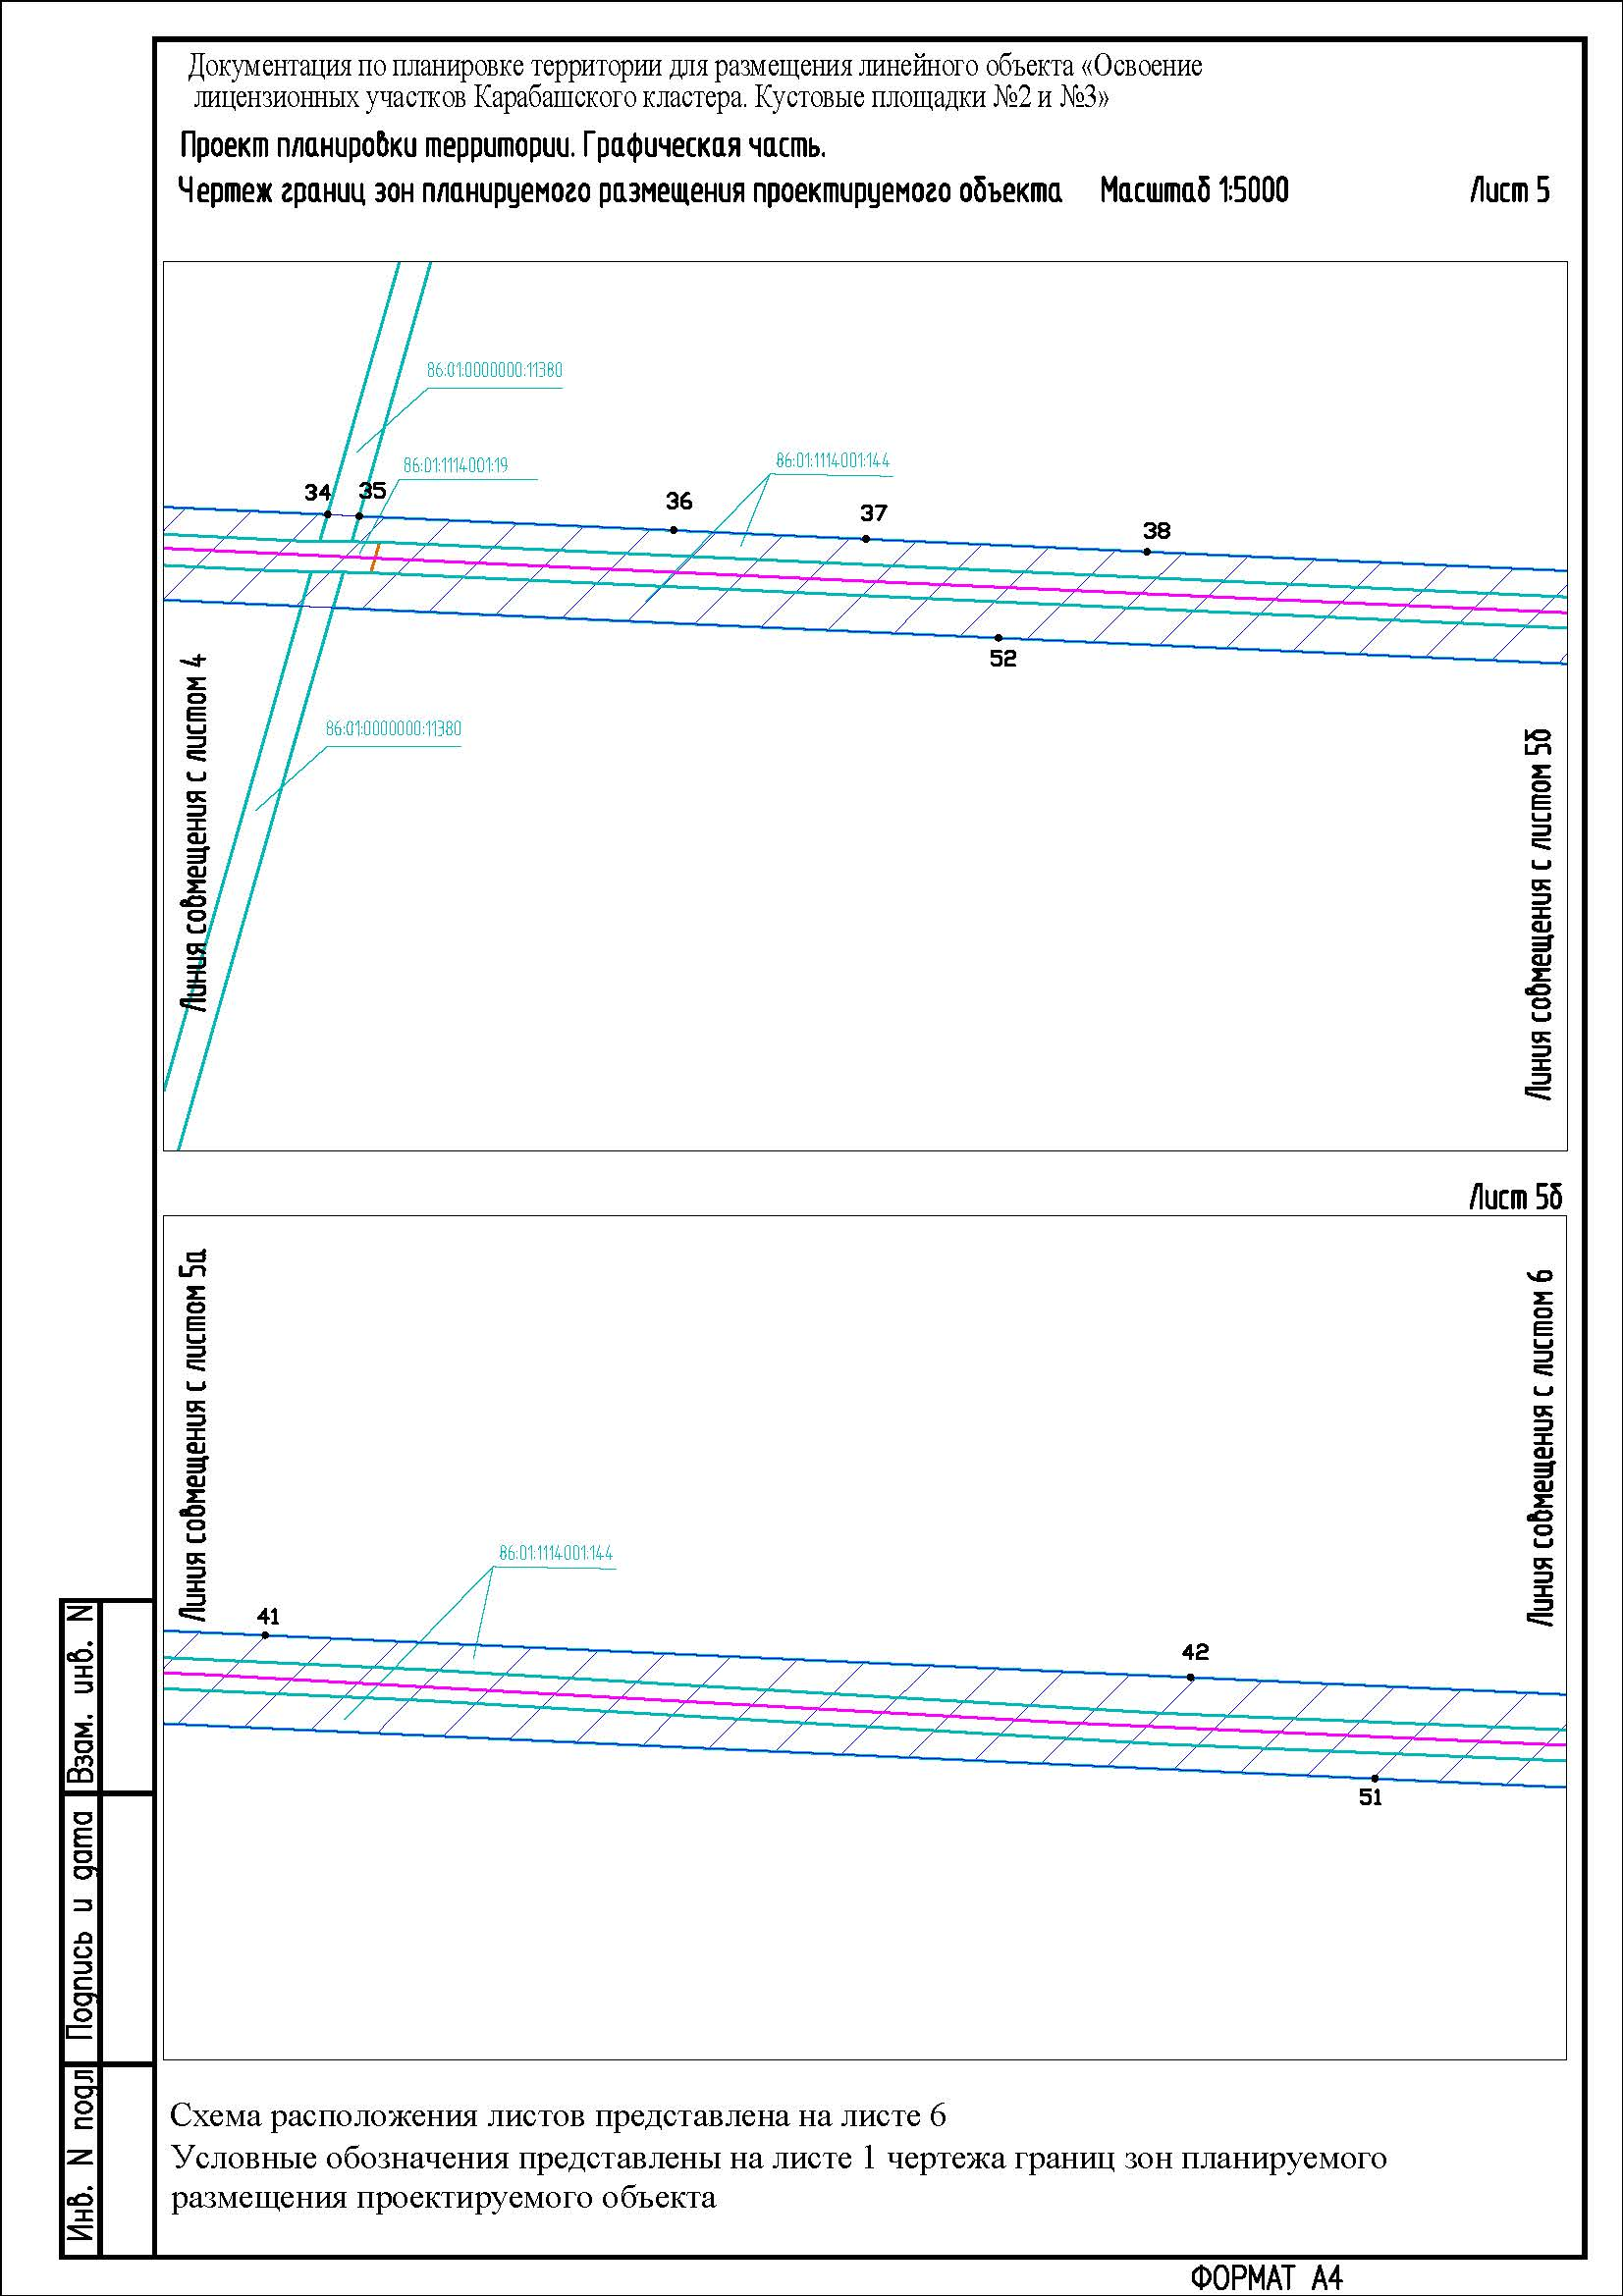 Документация по планировке территории для размещения линейного объекта «Освоение
лицензионных участков Карабашского кластера. Кустовые площадки №2 и №3»
Проект планировки территории. Графическая часть.
Чертеж границ зон планируемого размещения проектируемого объекта Масштаб 1:5000 Лист 5
86:01:0000000:11380
86:01:1114001:19
86:01:1114001:144
34
35
36
37
38
52
86:01:0000000:11380
Линия совмещения с листом 4
Линия совмещения с листом 5б
Лист 5б
Линия совмещения с листом 5а
Линия совмещения с листом 6
86:01:1114001:144
41
42
51
Взам. инв. N
Подпись и дата
Инв. N подл
Схема расположения листов представлена на листе 6
Условные обозначения представлены на листе 1 чертежа границ зон планируемого
размещения проектируемого объекта
ФОРМАТ А4